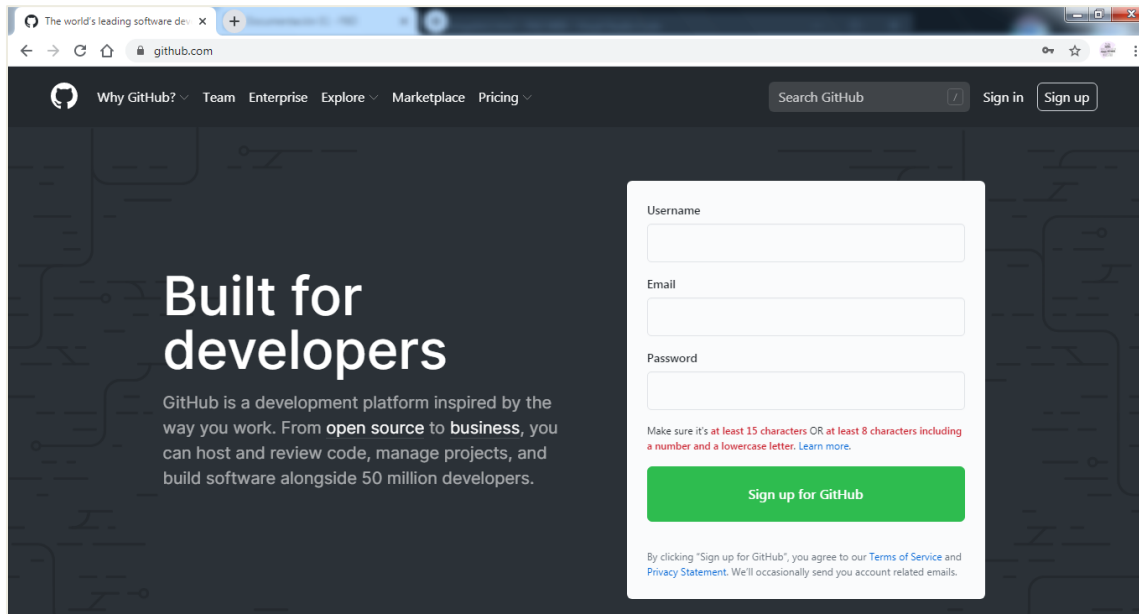 The world's leading software dev
github.com
Why GitHub? Team Enterprise Explore Marketplace Pricing Search GitHub / Sign in Sign up
Built for
developers
GitHub is a development platform inspired by the
way you work. From open source to business, you
can host and review code, manage projects, and
build software alongside 50 million developers.
Username
Email
Password
Make sure it's at least 15 characters OR at least 8 characters including
a number and a lowercase letter. Learn more.
Sign up for GitHub
By clicking "Sign up for GitHub", you agree to our Terms of Service and
Privacy Statement. We'll occasionally send you account related emails.